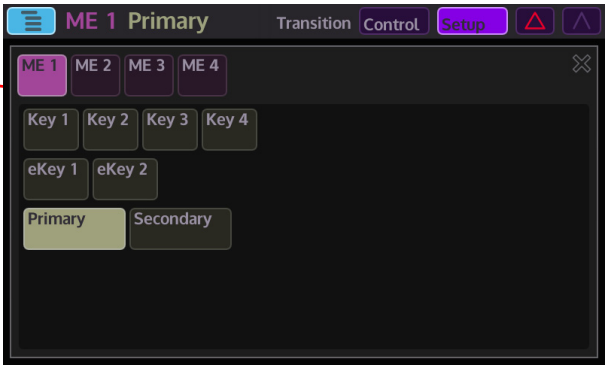 ME 1 Primary Transition Control Setup
ME 1 ME 2 ME 3 ME 4
Key 1 Key 2 Key 3 Key 4
eKey 1 eKey 2
Primary Secondary